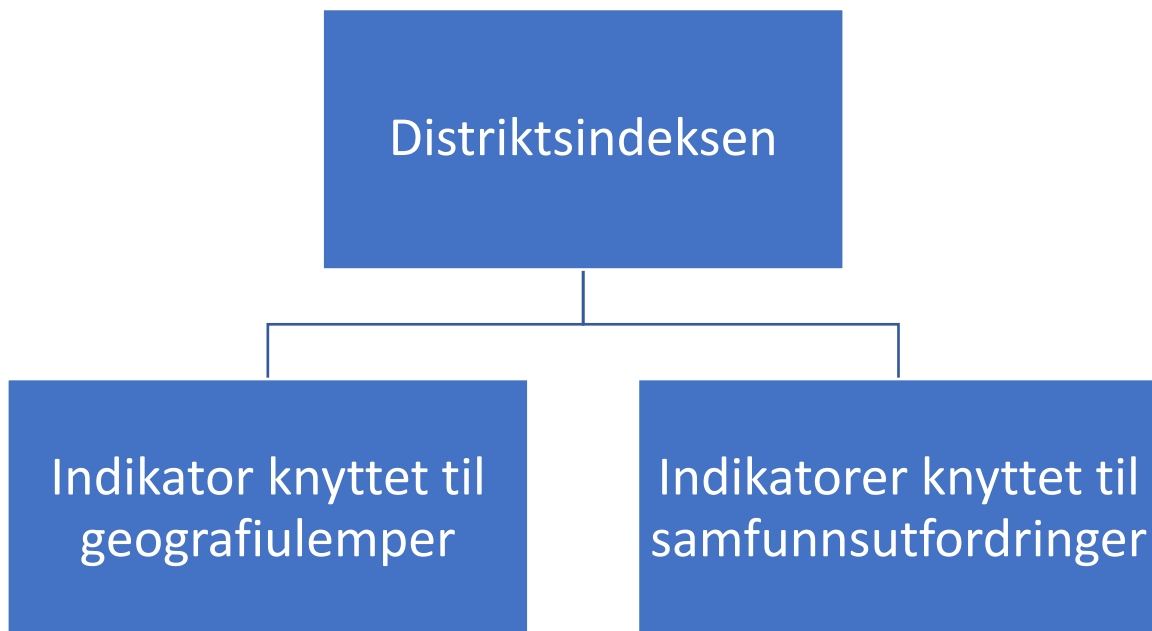 Distriktsindeksen
Indikator knyttet til
geografiulemper
Indikatorer knyttet til
samfunnsutfordringer